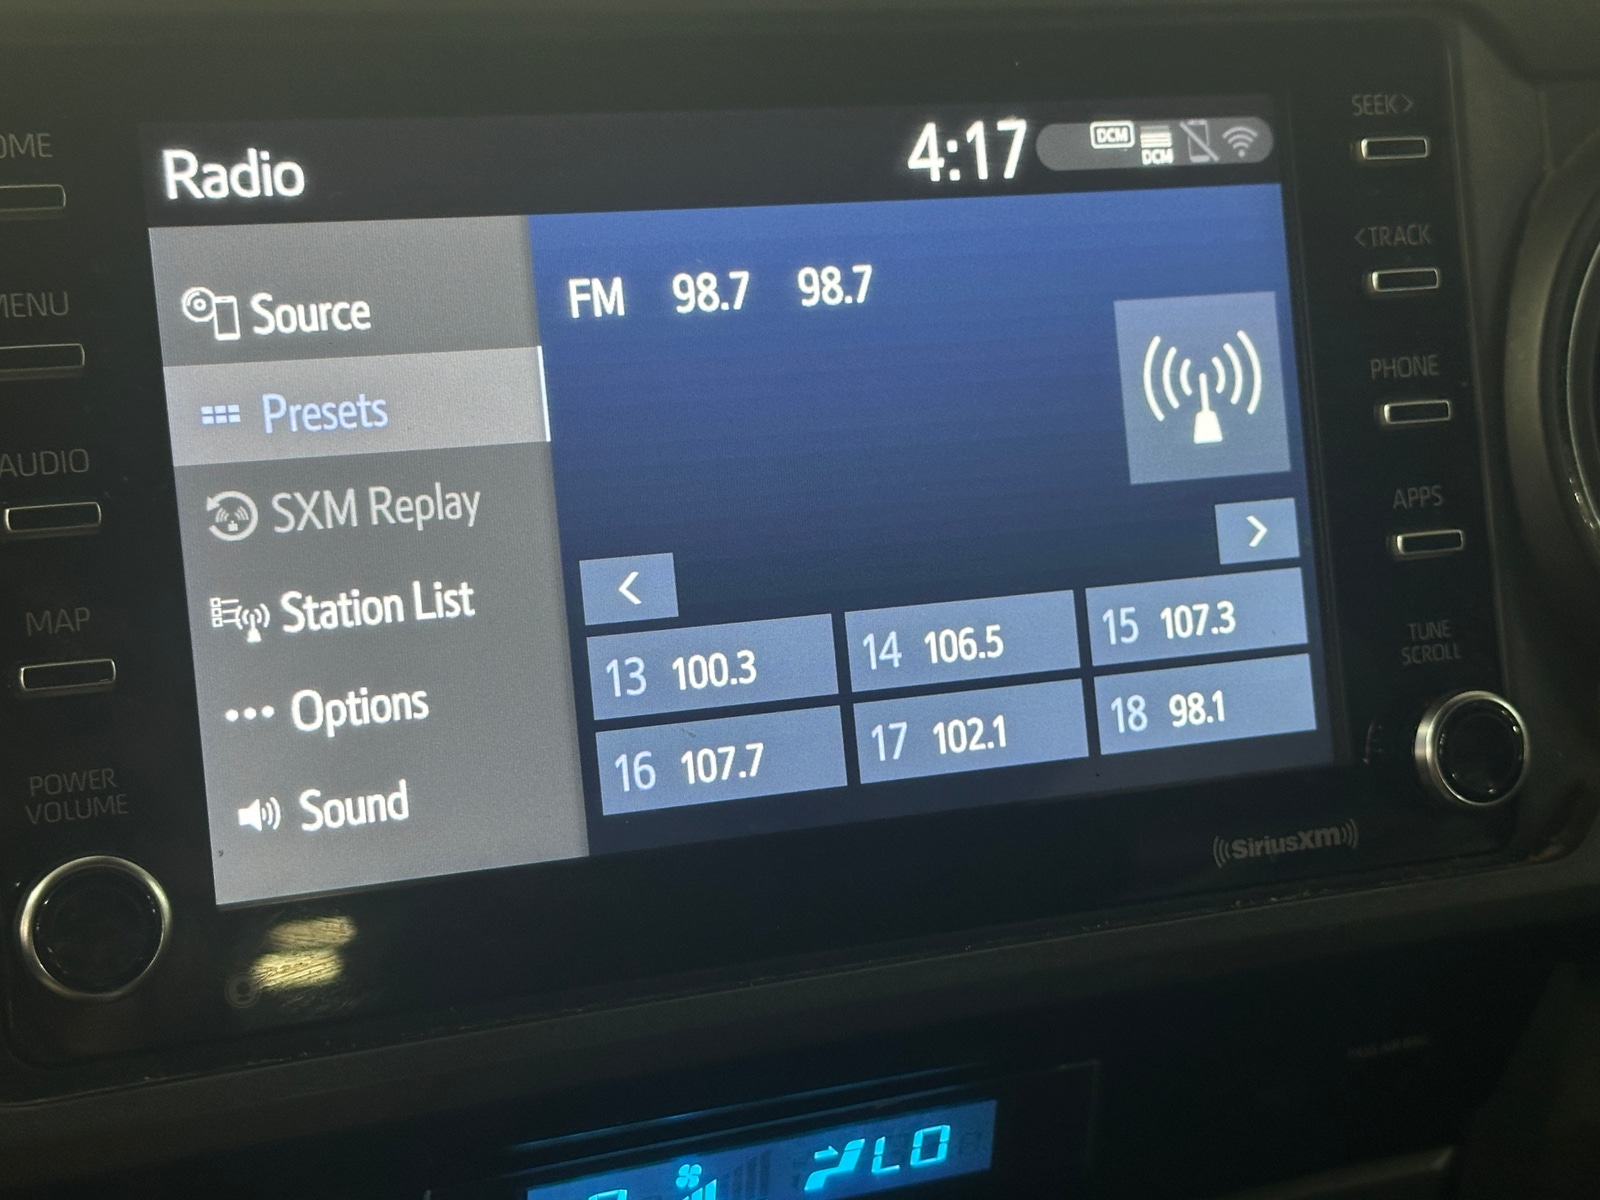 Radio 4:17 DCM DCM
Source
Presets
SXM Replay
Station List
Options
Sound
FM 98.7 98.7
<
>
13 100.3 14 106.5 15 107.3
16 107.7 17 102.1 18 98.1
MENU
AUDIO
MAP
POWER
VOLUME
SEEK>
<TRACK
PHONE
APPS
TUNE
SCROLL
SiriusXM
LO